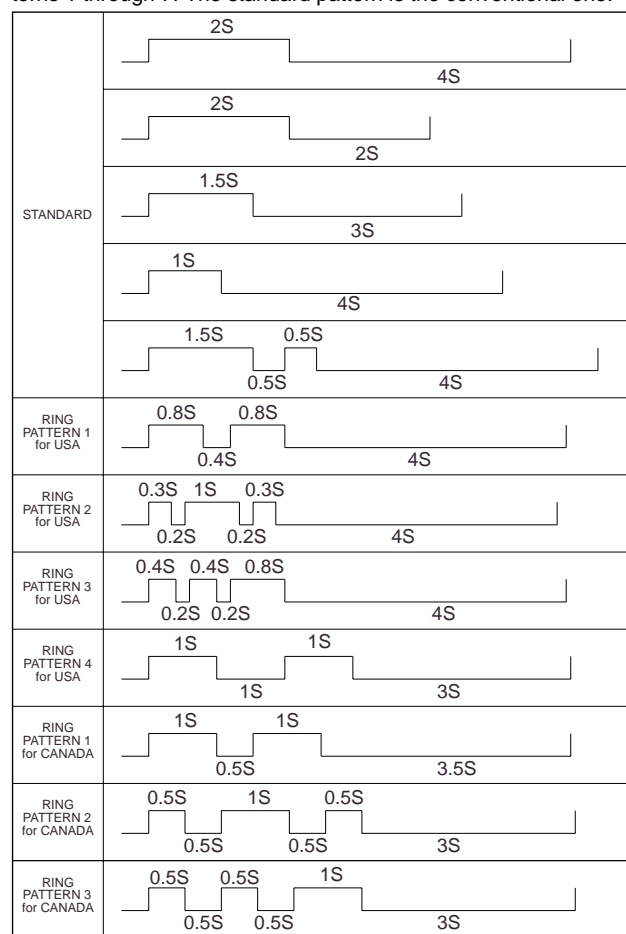 terns 1 through 7. The standard pattern is the conventional one.
2S
4S
2S
2S
STANDARD
1.5S
3S
1S
4S
1.5S 0.5S
0.5S 4S
RING
PATTERN 1
for USA
0.8S 0.8S
0.4S 4S
RING
PATTERN 2
for USA
0.3S 1S 0.3S
0.2S 0.2S 4S
RING
PATTERN 3
for USA
0.4S 0.4S 0.8S
0.2S 0.2S 4S
RING
PATTERN 4
for USA
1S 1S
1S 3S
RING
PATTERN 1
for CANADA
1S 1S
0.5S 3.5S
RING
PATTERN 2
for CANADA
0.5S 1S 0.5S
0.5S 0.5S 3S
RING
PATTERN 3
for CANADA
0.5S 0.5S 1S
0.5S 0.5S 3S